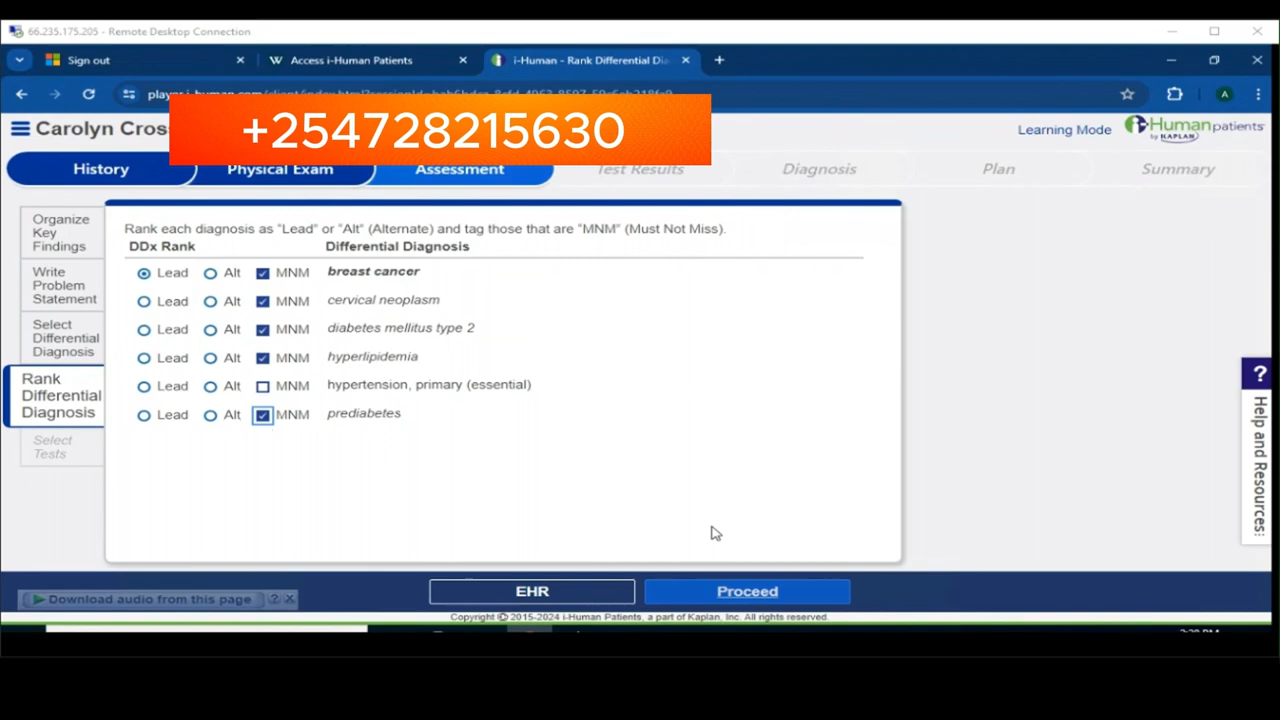 66.235.175.205 - Remote Desktop Connection
Sign out
Access i-Human Patients
i-Human - Rank Differential Dia
Carolyn Cros
+254728215630
Learning Mode
i-Human patients
by KAPLAN
History
Physical Exam
Assessment
Test Results
Diagnosis
Plan
Summary
Organize
Key
Findings
Write
Problem
Statement
Select
Differential
Diagnosis
Rank
Differential
Diagnosis
Select
Tests
Rank each diagnosis as "Lead" or "Alt" (Alternate) and tag those that are "MNM" (Must Not Miss).
DDx Rank Differential Diagnosis
Lead Alt MNM breast cancer
Lead Alt MNM cervical neoplasm
Lead Alt MNM diabetes mellitus type 2
Lead Alt MNM hyperlipidemia
Lead Alt MNM hypertension, primary (essential)
Lead Alt MNM prediabetes
? Help and Resources:
EHR
Proceed
Download audio from this page ? X
Copyright © 2015-2024 i-Human Patients, a part of Kaplan, Inc. All rights reserved.